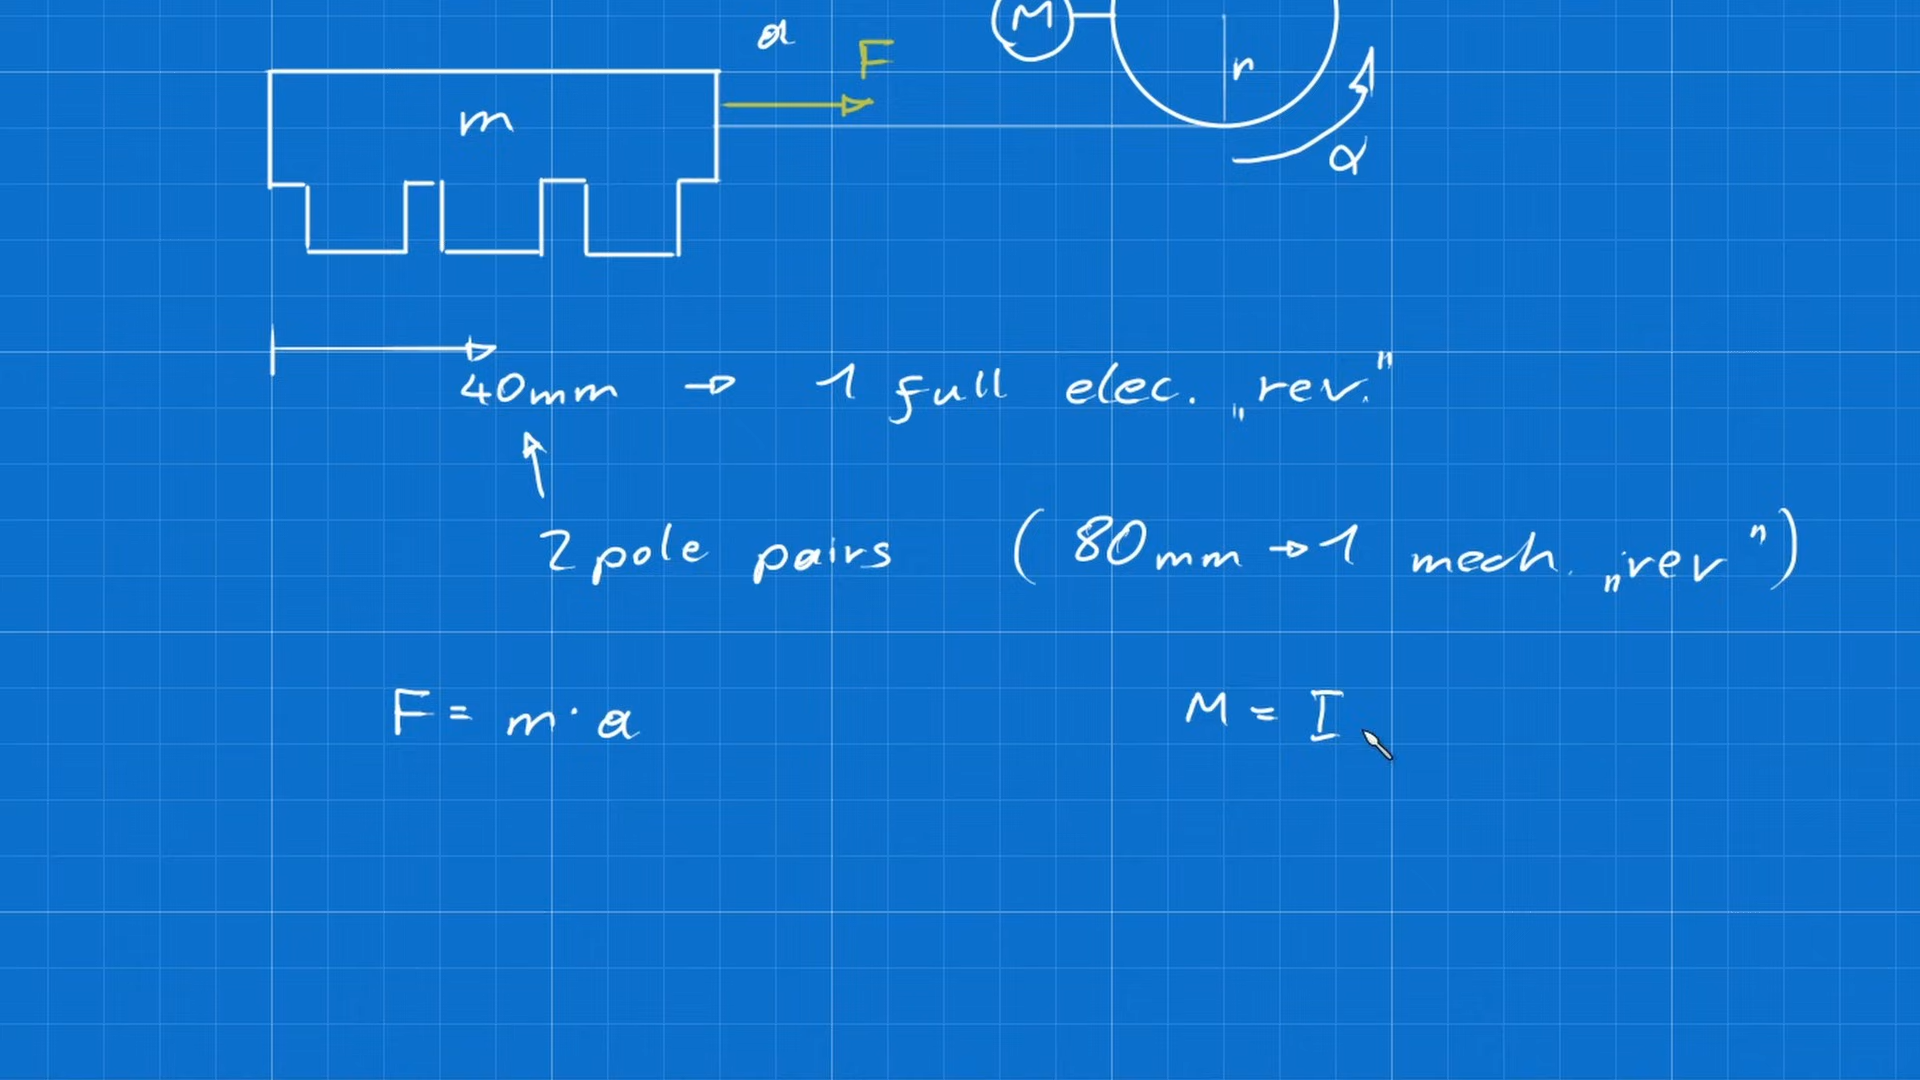 a
F
M
r
m
α
40mm → 1 full elec. „rev."
2 pole pairs (80mm → 1 mech. „rev")
F = m · a
M = I